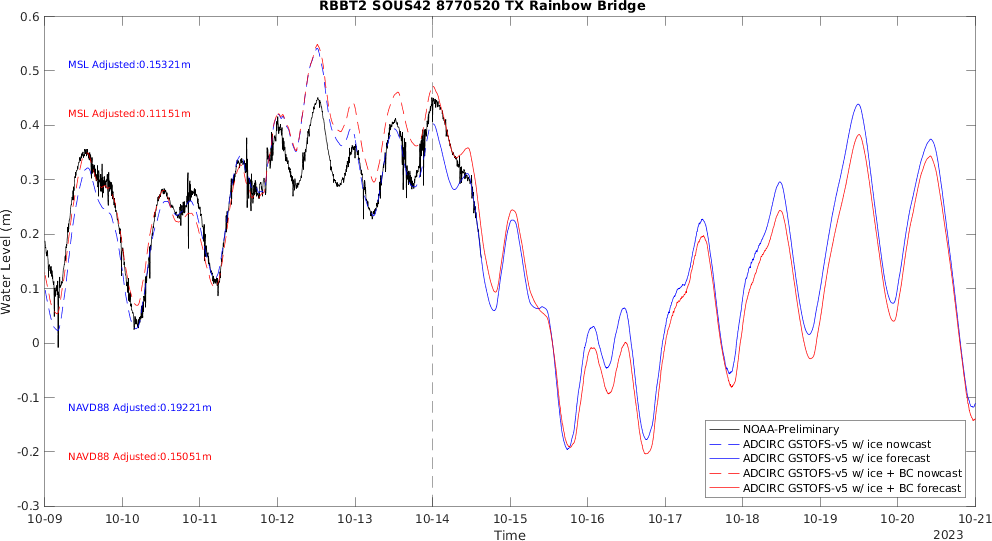 RBBT2 SOUS42 8770520 TX Rainbow Bridge
0.6
0.5
0.4
0.3
0.2
0.1
0
-0.1
-0.2
-0.3
Water Level (m)
MSL Adjusted:0.15321m
MSL Adjusted:0.11151m
NAVD88 Adjusted:0.19221m
NAVD88 Adjusted:0.15051m
NOAA-Preliminary
ADCIRC GSTOFS-v5 w/ ice nowcast
ADCIRC GSTOFS-v5 w/ ice forecast
ADCIRC GSTOFS-v5 w/ ice + BC nowcast
ADCIRC GSTOFS-v5 w/ ice + BC forecast
10-09 10-10 10-11 10-12 10-13 10-14 10-15 10-16 10-17 10-18 10-19 10-20 10-21
Time
2023